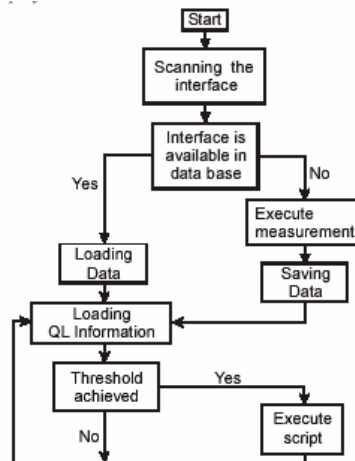 Start
Scanning the
interface
Interface is
available in
data base
Yes
No
Execute
measurement
Loading
Data
Saving
Data
Loading
QL Information
Threshold
achieved
Yes
No
Execute
script